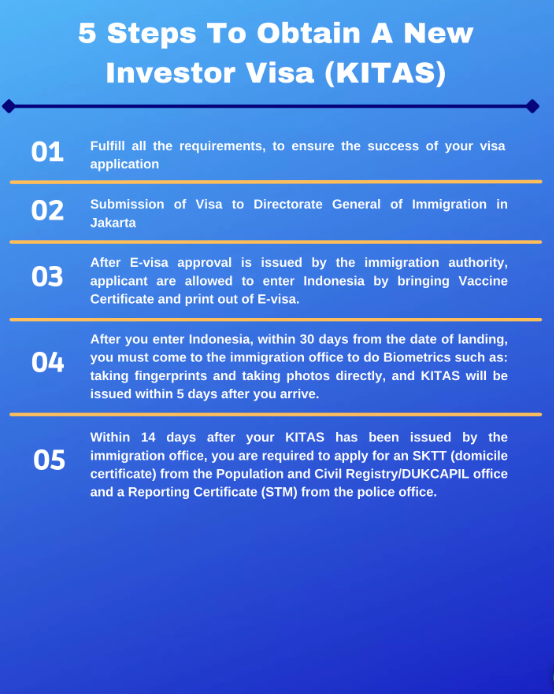 5 Steps To Obtain A New
Investor Visa (KITAS)
01
Fulfill all the requirements, to ensure the success of your visa
application
02
Submission of Visa to Directorate General of Immigration in
Jakarta
03
After E-visa approval is issued by the immigration authority,
applicant are allowed to enter Indonesia by bringing Vaccine
Certificate and print out of E-visa.
04
After you enter Indonesia, within 30 days from the date of landing,
you must come to the immigration office to do Biometrics such as:
taking fingerprints and taking photos directly, and KITAS will be
issued within 5 days after you arrive.
05
Within 14 days after your KITAS has been issued by the
immigration office, you are required to apply for an SKTT (domicile
certificate) from the Population and Civil Registry/DUKCAPIL office
and a Reporting Certificate (STM) from the police office.